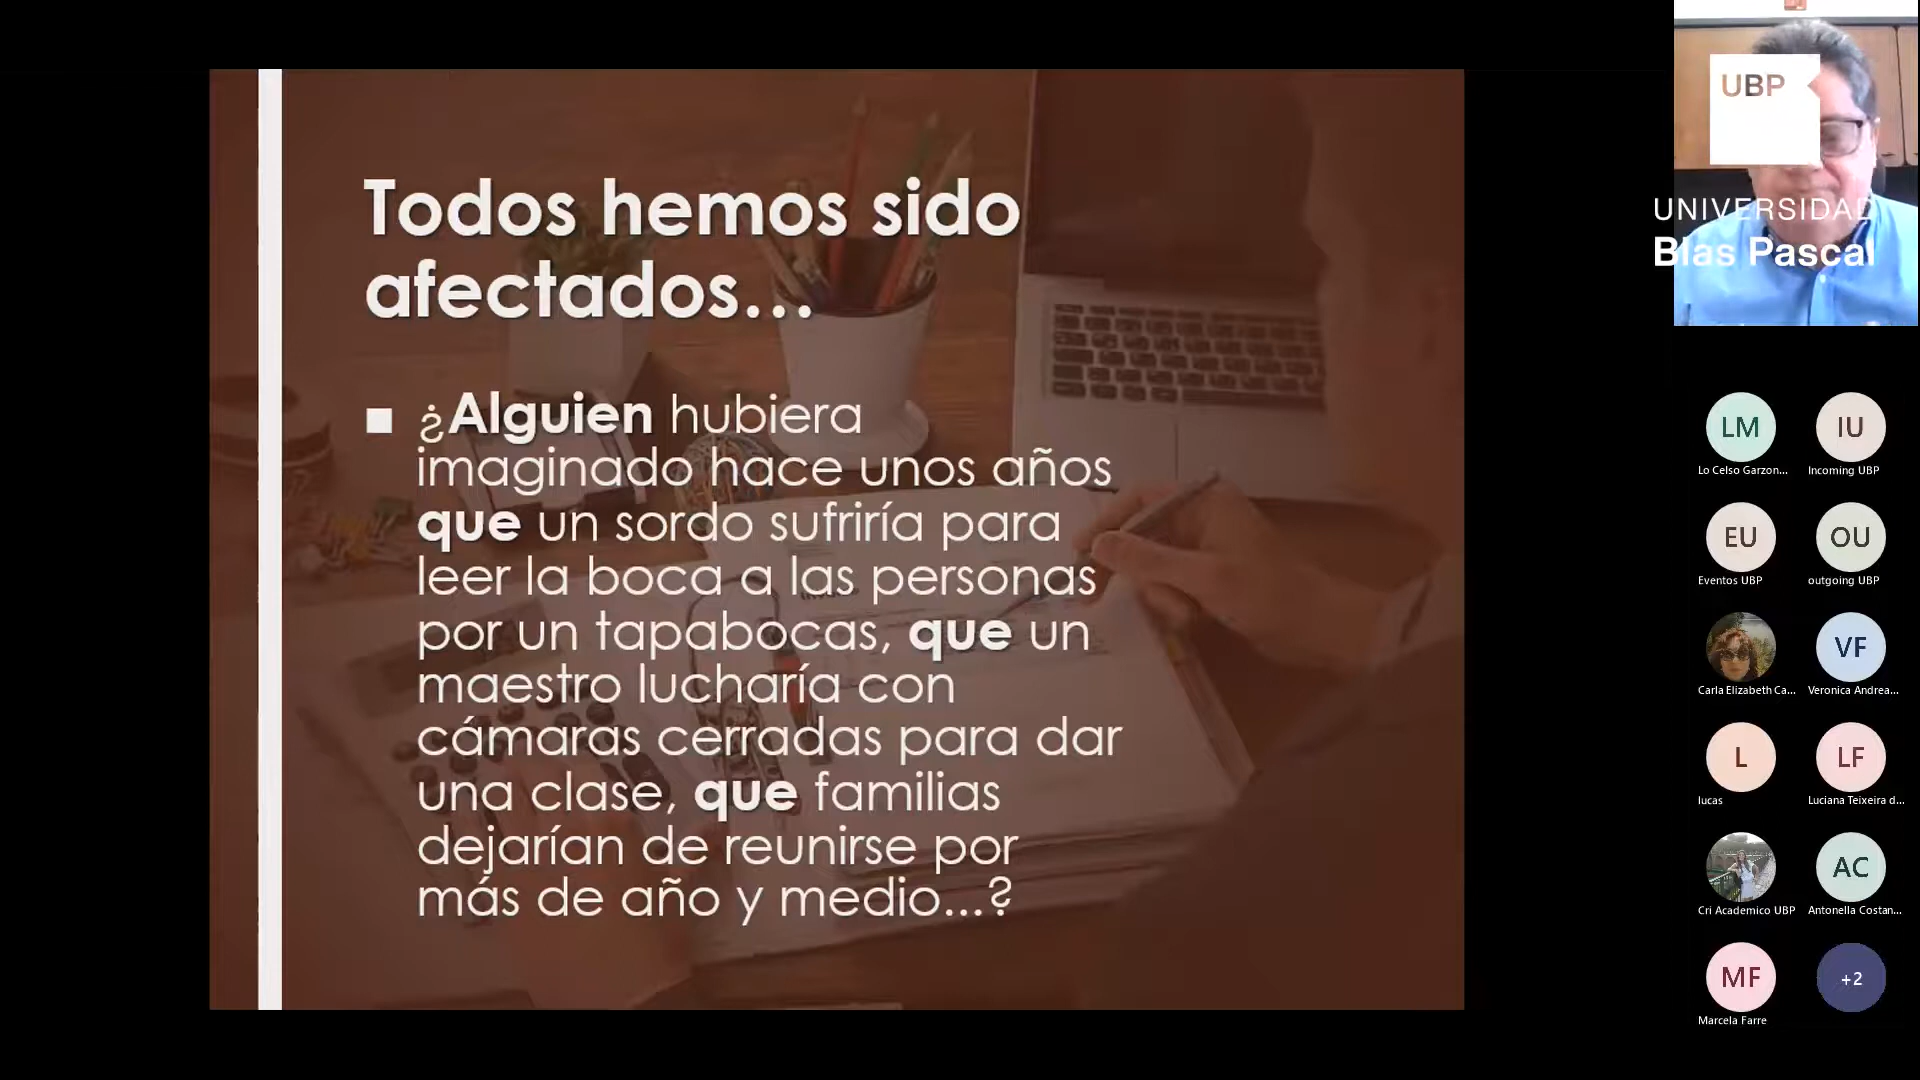 Todos hemos sido
afectados...
¿Alguien hubiera
imaginado hace unos años
que un sordo sufriría para
leer la boca a las personas
por un tapabocas, que un
maestro lucharía con
cámaras cerradas para dar
una clase, que familias
dejarían de reunirse por
más de año y medio...?
UBP
UNIVERSIDAD
Blas Pascal
LM
IU
Lo Celso Garzon...
Incoming UBP
EU
OU
Eventos UBP
outgoing UBP
VF
Carla Elizabeth Ca...
Veronica Andrea...
L
LF
lucas
Luciana Teixeira d...
AC
Cri Academico UBP
Antonella Costan...
MF
+2
Marcela Farre